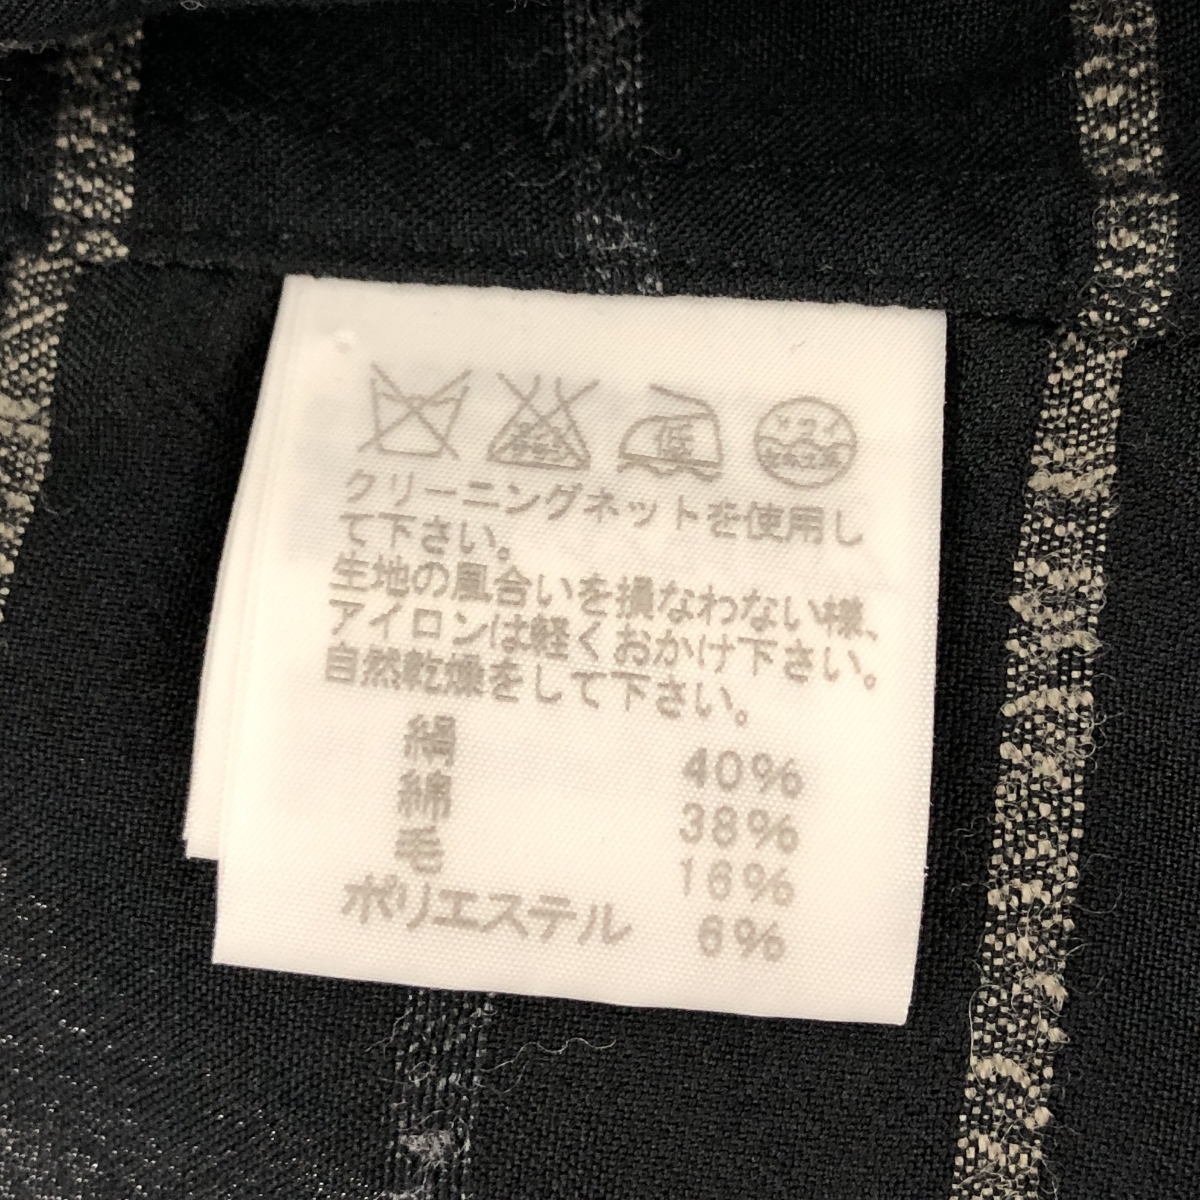 低
クリーニングネットを使用し
て下さい。
生地の風合いを損なわない様、
アイロンは軽くおかけ下さい。
自然乾燥をして下さい。
絹 40%
綿 38%
毛 16%
ポリエステル 6%